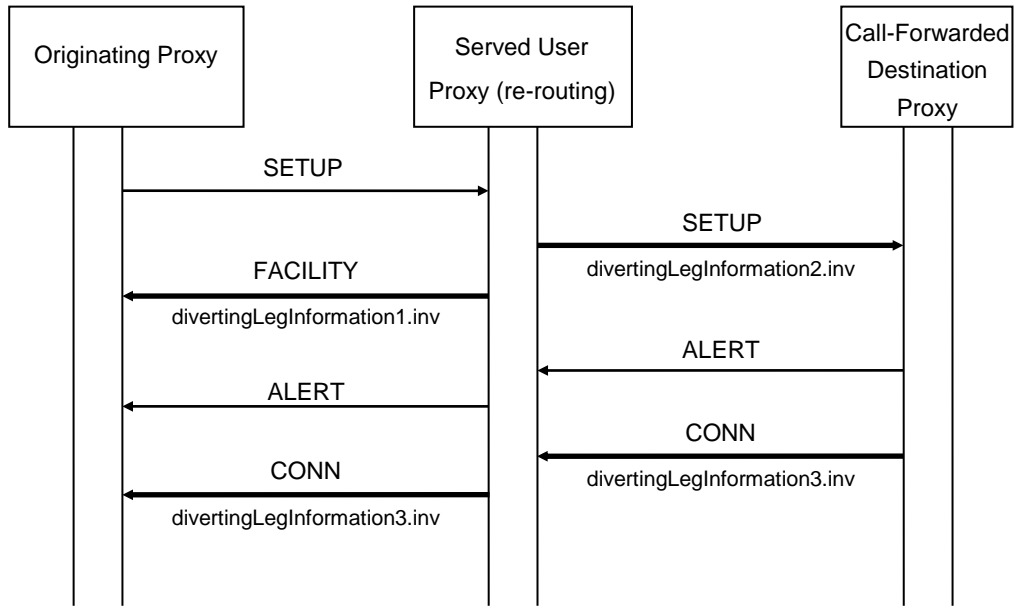 Originating Proxy
Served User
Proxy (re-routing)
Call-Forwarded
Destination
Proxy
SETUP
SETUP
divertingLegInformation2.inv
FACILITY
divertingLegInformation1.inv
ALERT
ALERT
CONN
divertingLegInformation3.inv
CONN
divertingLegInformation3.inv